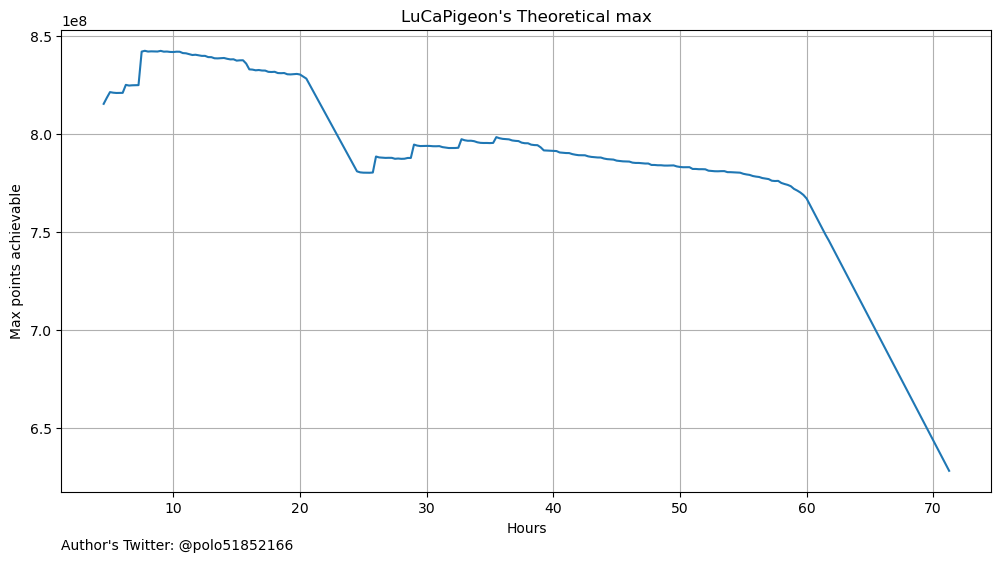 LuCaPigeon's Theoretical max
1e8
8.5
8.0
7.5
7.0
6.5
Max points achievable
10 20 30 40 50 60 70
Hours
Author's Twitter: @polo51852166